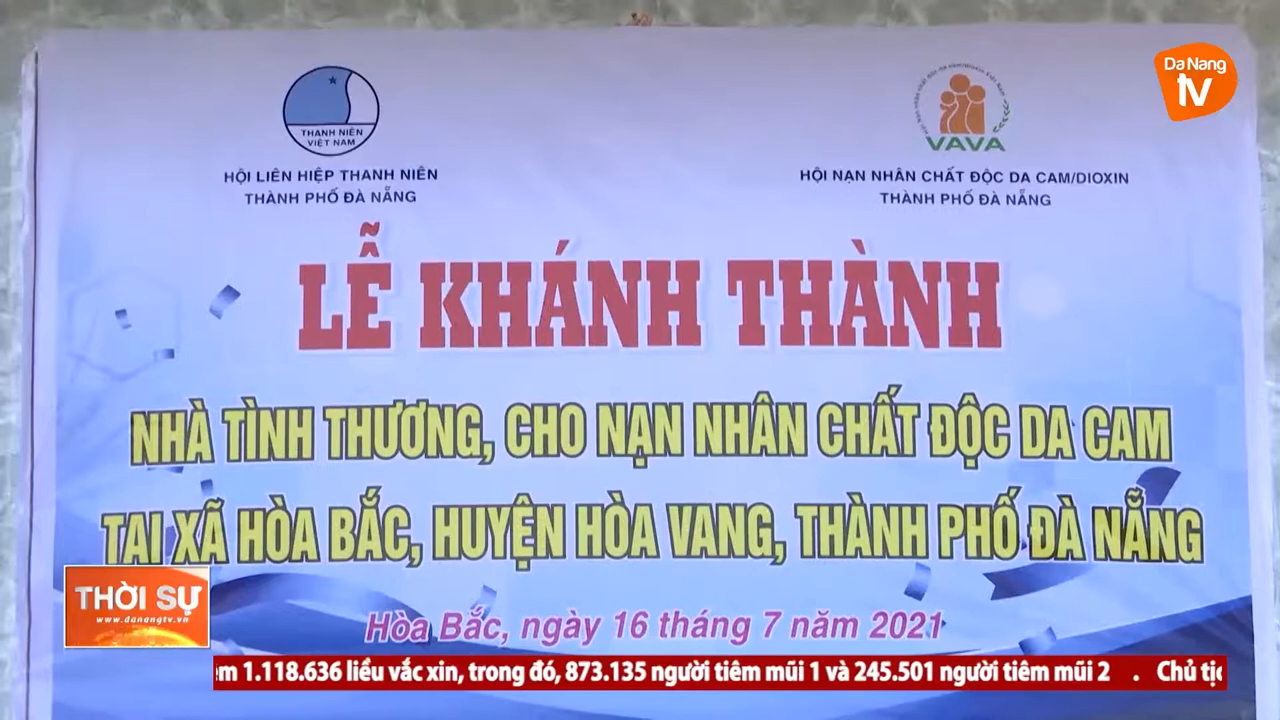 Da Nang
TV
THANH NIÊN
VIỆT NAM
VAVA
HỘI LIÊN HIỆP THANH NIÊN
THÀNH PHỐ ĐÀ NẴNG
HỘI NẠN NHÂN CHẤT ĐỘC DA CAM/DIOXIN
THÀNH PHỐ ĐÀ NẴNG
LỄ KHÁNH THÀNH
NHÀ TÌNH THƯƠNG, CHO NẠN NHÂN CHẤT ĐỘC DA CAM
TẠI XÃ HÒA BẮC, HUYỆN HÒA VANG, THÀNH PHỐ ĐÀ NẴNG
Hòa Bắc, ngày 16 tháng 7 năm 2021
THỜI SỰ
www.danangtv.vn
1.118.636 liều vắc xin, trong đó, 873.135 người tiêm mũi 1 và 245.501 người tiêm mũi 2 . Chủ